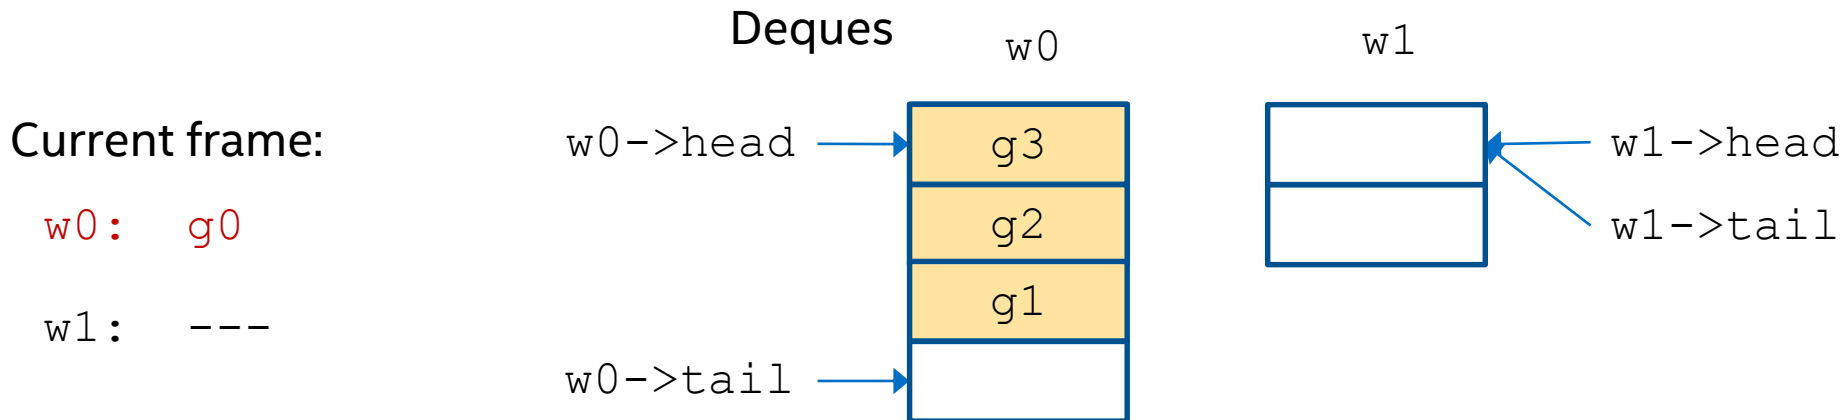 Deques
w0
w1
Current frame:
w0->head
g3
w1->head
w0: g0
g2
w1->tail
g1
w1: ---
w0->tail